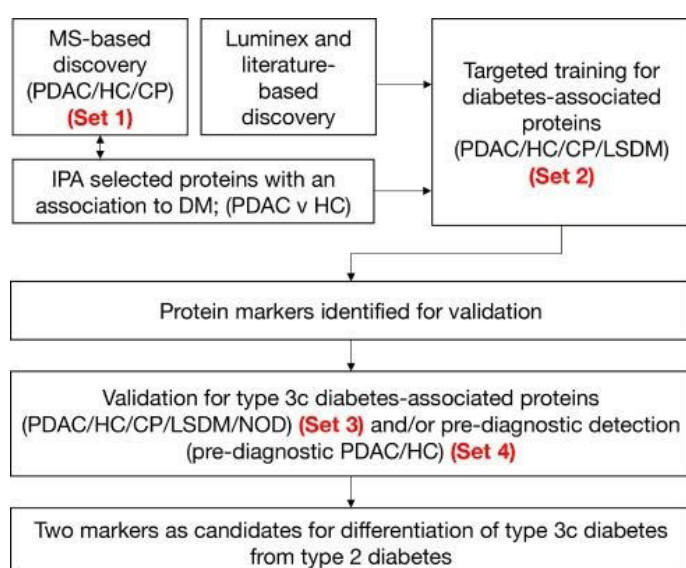 MS-based
discovery
(PDAC/HC/CP)
(Set 1)
Luminex and
literature-
based
discovery
Targeted training for
diabetes-associated
proteins
(PDAC/HC/CP/LSDM)
(Set 2)
IPA selected proteins with an
association to DM; (PDAC v HC)
Protein markers identified for validation
Validation for type 3c diabetes-associated proteins
(PDAC/HC/CP/LSDM/NOD) (Set 3) and/or pre-diagnostic detection
(pre-diagnostic PDAC/HC) (Set 4)
Two markers as candidates for differentiation of type 3c diabetes
from type 2 diabetes